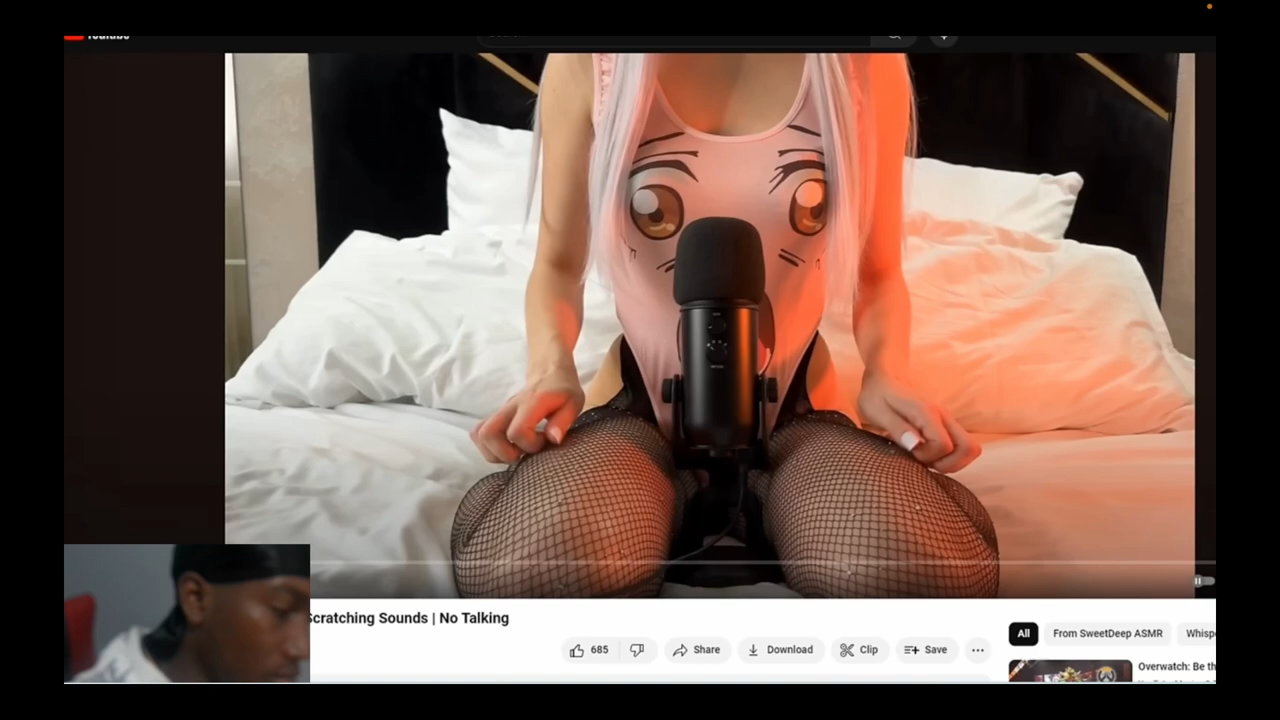 Scratching Sounds | No Talking
685
Share
Download
Clip
Save
All
From SweetDeep ASMR
Overwatch: Be th